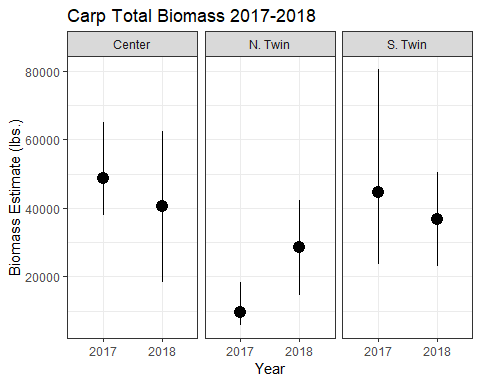 Carp Total Biomass 2017-2018
Center N. Twin S. Twin
80000
60000
40000
20000
Biomass Estimate (lbs.)
2017 2018 2017 2018 2017 2018
Year